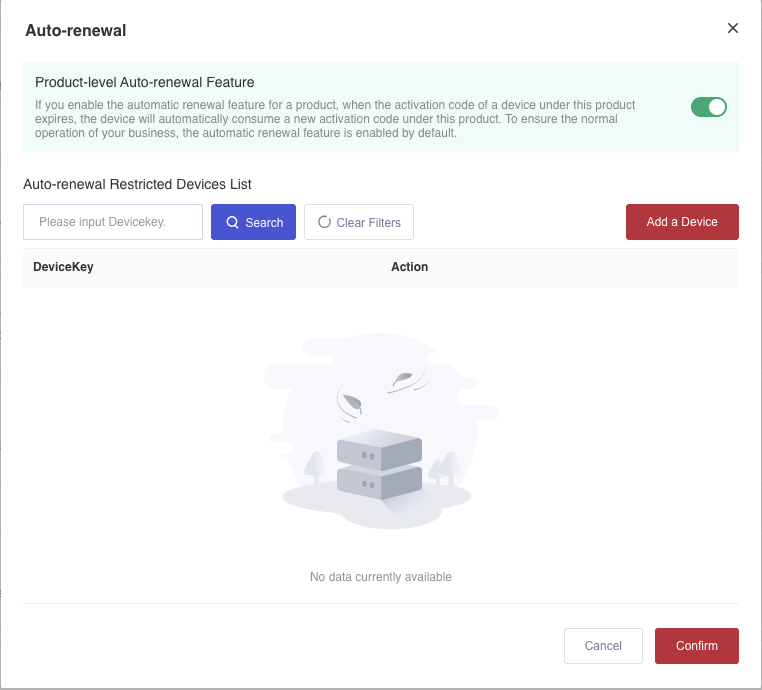 Auto-renewal
Product-level Auto-renewal Feature
If you enable the automatic renewal feature for a product, when the activation code of a device under this product
expires, the device will automatically consume a new activation code under this product. To ensure the normal
operation of your business, the automatic renewal feature is enabled by default.
Auto-renewal Restricted Devices List
Please input Devicekey.
Search
Clear Filters
Add a Device
DeviceKey
Action
No data currently available
Cancel
Confirm